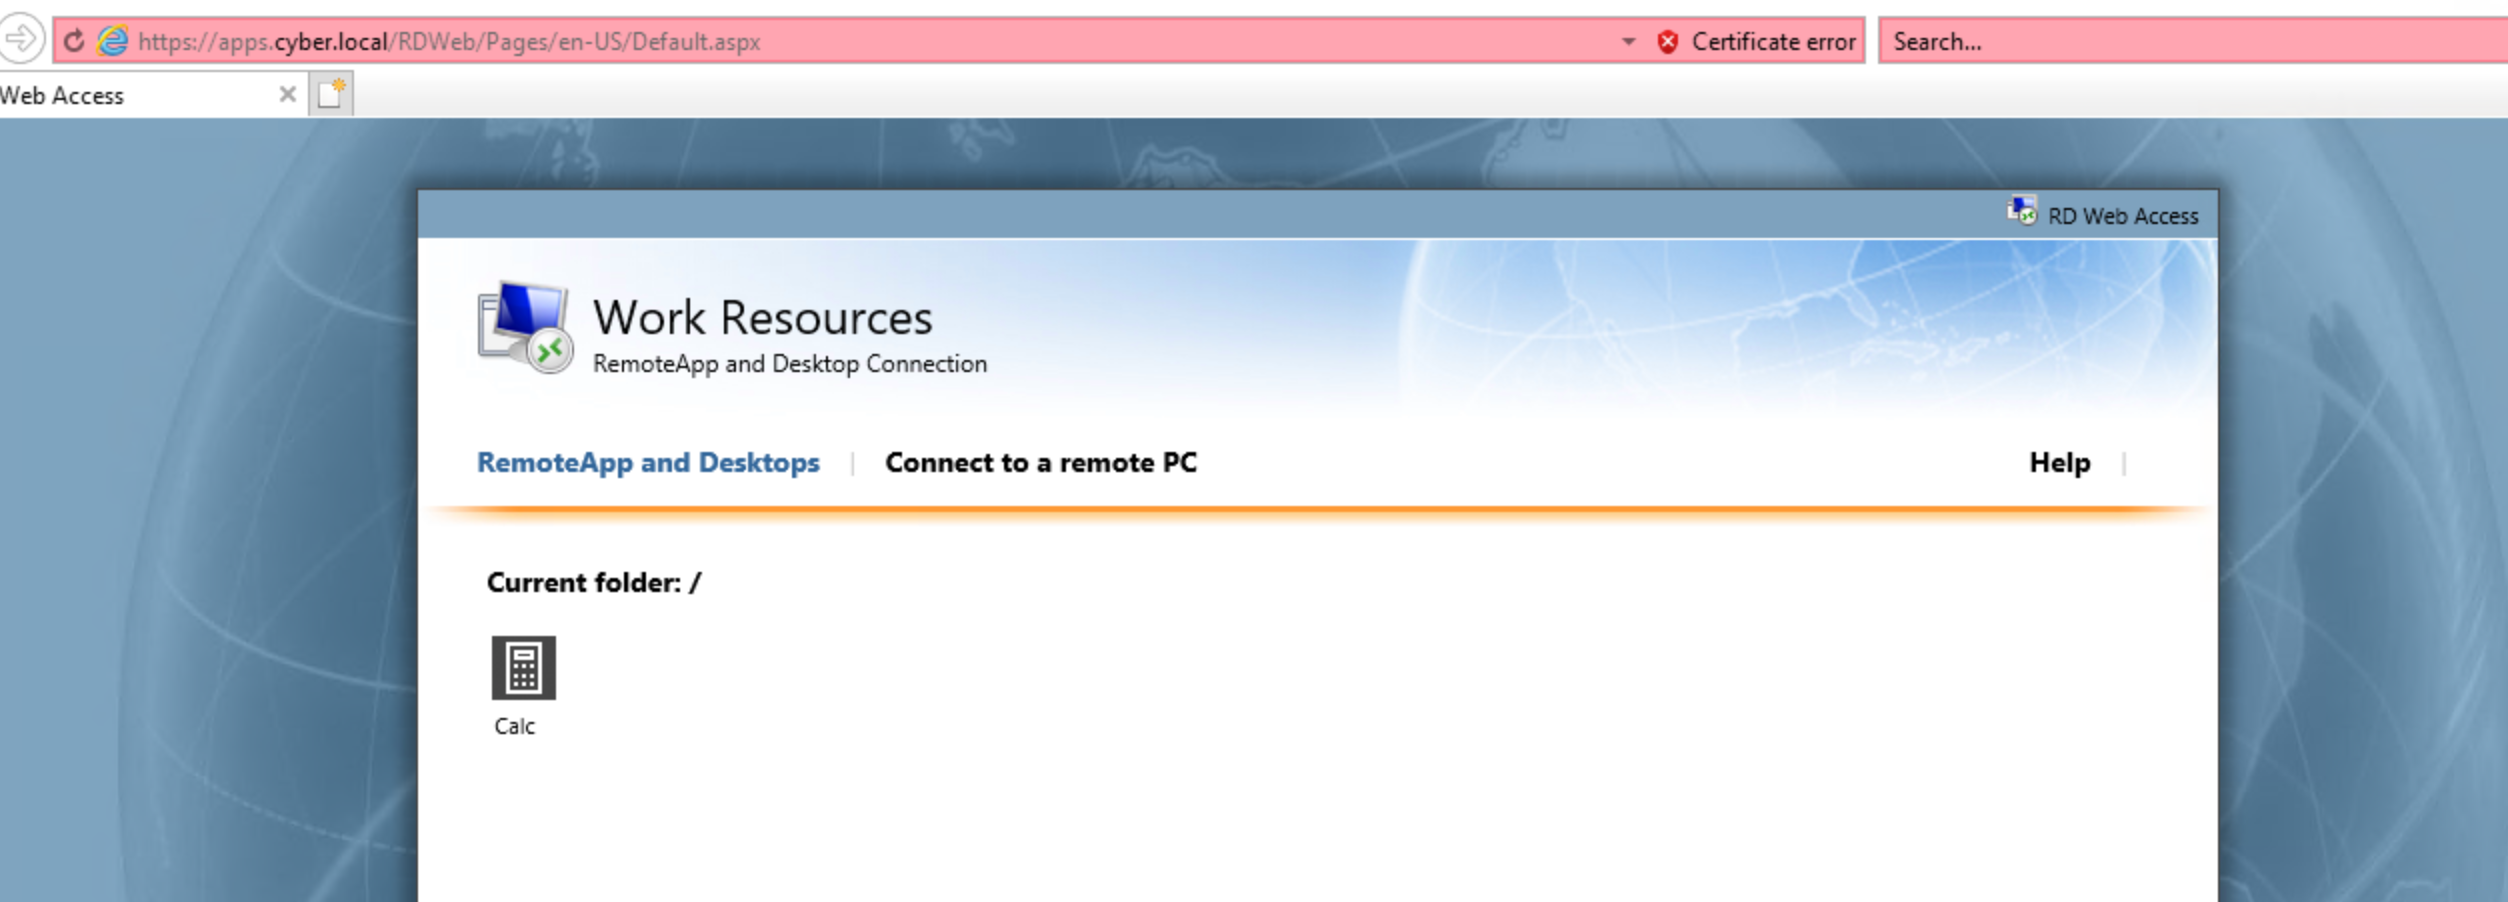 https://apps.cyber.local/RDWeb/Pages/en-US/Default.aspx Certificate error Search...
Web Access
RD Web Access
Work Resources
RemoteApp and Desktop Connection
RemoteApp and Desktops | Connect to a remote PC Help |
Current folder: /
Calc